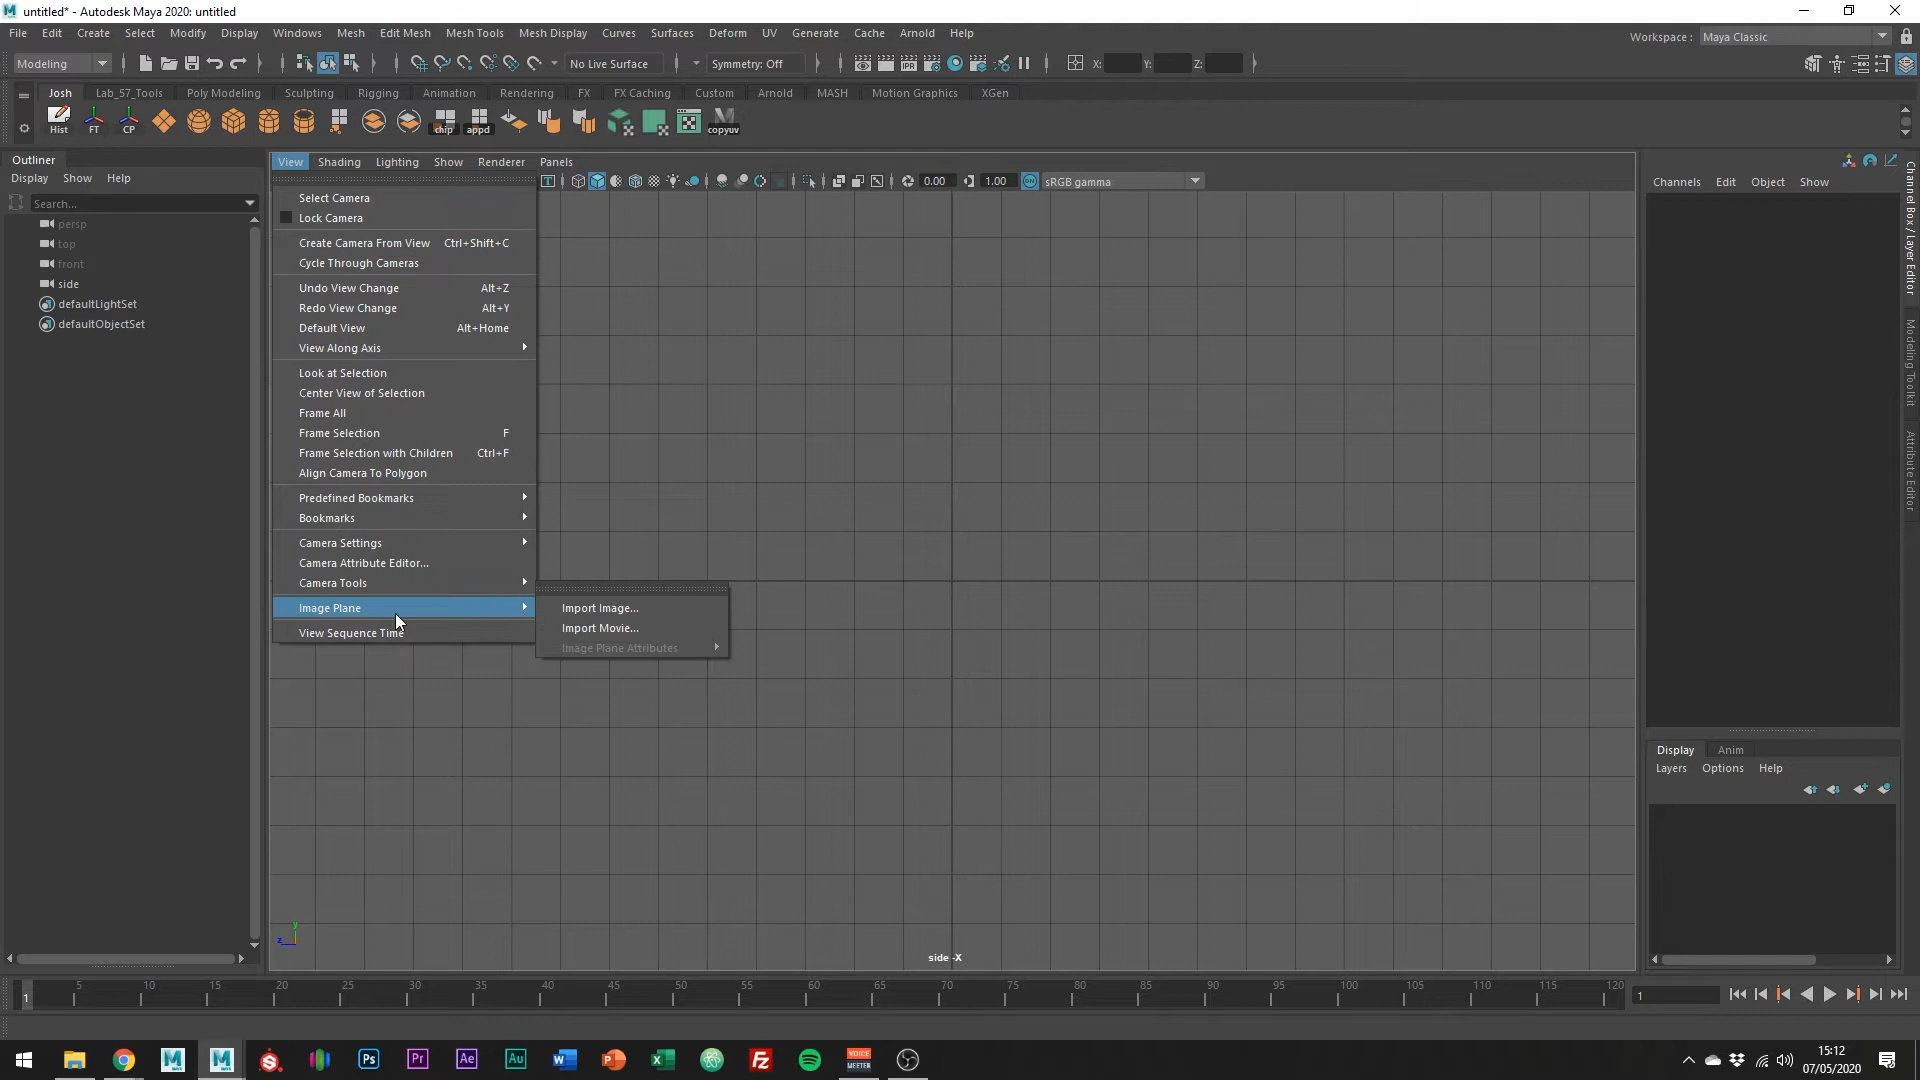 untitled* - Autodesk Maya 2020: untitled
File Edit Create Select Modify Display Windows Mesh Edit Mesh Mesh Tools Mesh Display Curves Surfaces Deform UV Generate Cache Arnold Help
Workspace : Maya Classic
Modeling No Live Surface Symmetry: Off IPR X: Y: Z:
Josh Lab_57_Tools Poly Modeling Sculpting Rigging Animation Rendering FX FX Caching Custom Arnold MASH Motion Graphics XGen
Hist FT CP chip appd copyuv
Outliner
Display Show Help
Search...
persp
top
front
side
defaultLightSet
defaultObjectSet
View Shading Lighting Show Renderer Panels
0.00 1.00 ON sRGB gamma
Select Camera
Lock Camera
Create Camera From View Ctrl+Shift+C
Cycle Through Cameras
Undo View Change Alt+Z
Redo View Change Alt+Y
Default View Alt+Home
View Along Axis
Look at Selection
Center View of Selection
Frame All
Frame Selection F
Frame Selection with Children Ctrl+F
Align Camera To Polygon
Predefined Bookmarks
Bookmarks
Camera Settings
Camera Attribute Editor...
Camera Tools
Image Plane
View Sequence Time
Import Image...
Import Movie...
Image Plane Attributes
y
z
side -X
Channels Edit Object Show
Channel Box / Layer Editor
Modeling Toolkit
Attribute Editor
Display Anim
Layers Options Help
1 5 10 15 20 25 30 35 40 45 50 55 60 65 70 75 80 85 90 95 100 105 110 115 120
1
Ps Pr Ae Au VOICE MEETER
15:12
07/05/2020